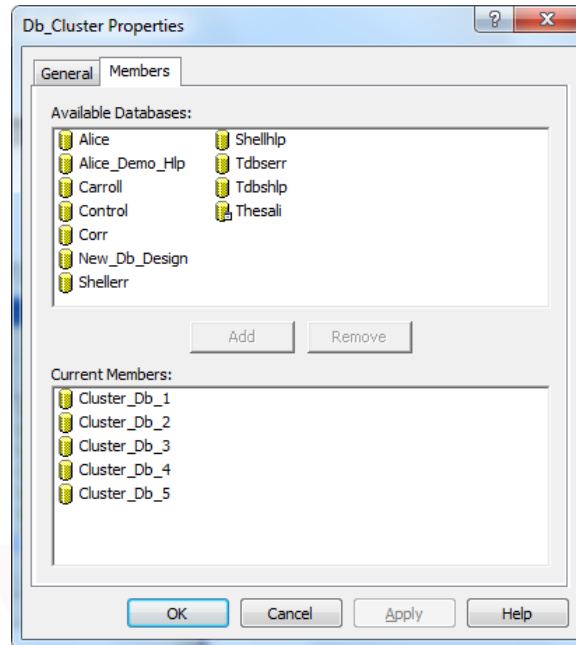 Db_Cluster Properties
General Members
Available Databases:
Alice Shellhlp
Alice_Demo_Hlp Tdbserr
Carroll Tdbshlp
Control Thesali
Corr
New_Db_Design
Shellerr
Add Remove
Current Members:
Cluster_Db_1
Cluster_Db_2
Cluster_Db_3
Cluster_Db_4
Cluster_Db_5
OK Cancel Apply Help